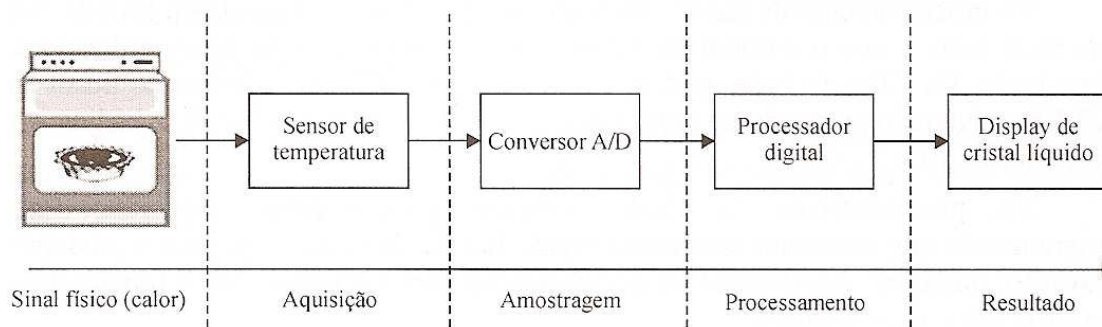 Sensor de
temperatura
Conversor A/D
Processador
digital
Display de
cristal líquido
Sinal físico (calor)
Aquisição
Amostragem
Processamento
Resultado